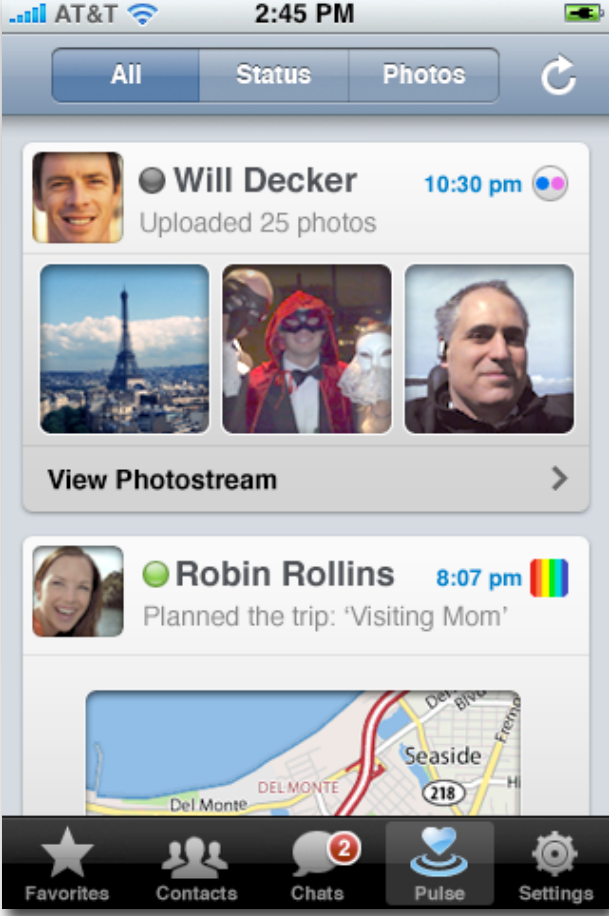 AT&T 2:45 PM
All Status Photos
Will Decker 10:30 pm
Uploaded 25 photos
View Photostream
Robin Rollins 8:07 pm
Planned the trip: ‘Visiting Mom’
Blvd
Seaside
DEL MONTE
218
Del Monte
2
Favorites Contacts Chats Pulse Settings